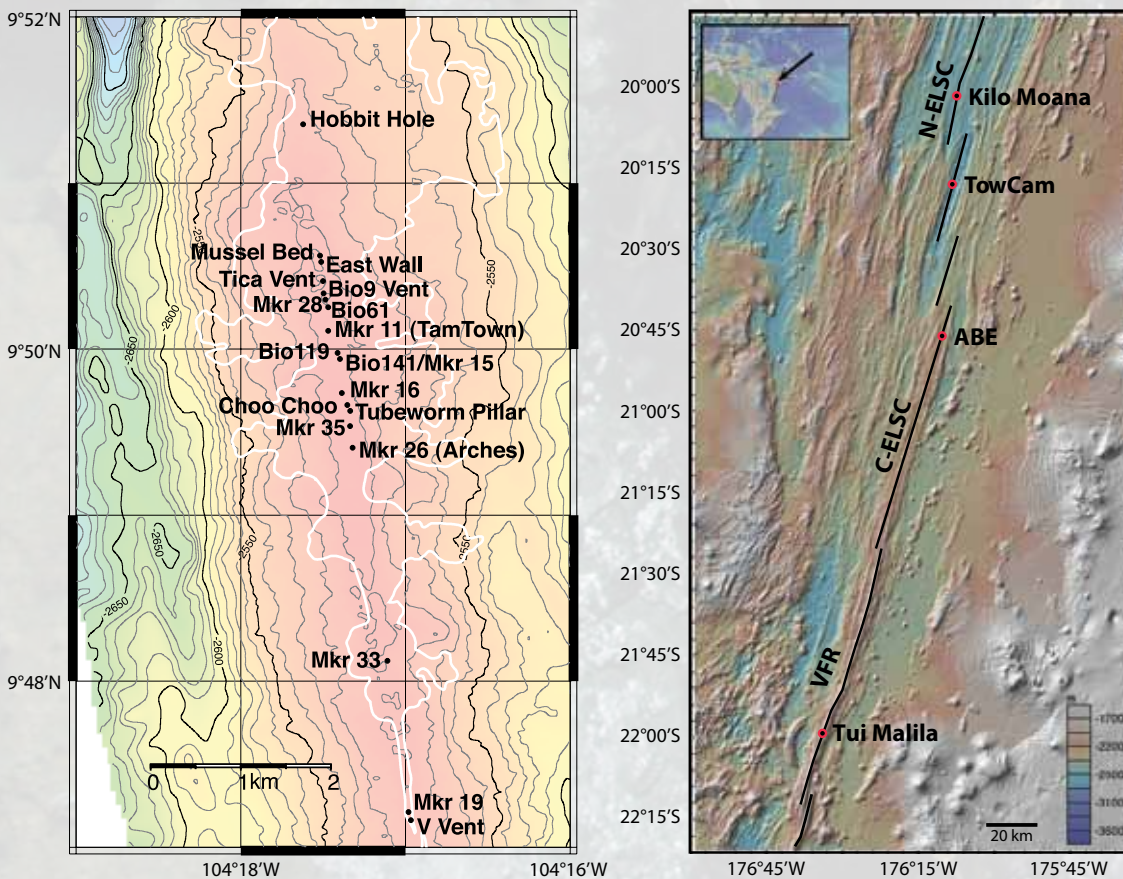 9°52'N
Hobbit Hole
Mussel Bed
East Wall
Tica Vent
Bio9 Vent
Mkr 28
Bio61
Mkr 11 (TamTown)
9°50'N
Bio119
Bio141/Mkr 15
Mkr 16
Choo Choo
Tubeworm Pillar
Mkr 35
Mkr 26 (Arches)
Mkr 33
9°48'N
0 1km 2
Mkr 19
V Vent
104°18'W
104°16'W
-2600
-2650
-2550
-2550
-2550
-2650
-2650
-2600
20°00'S
20°15'S
20°30'S
20°45'S
21°00'S
21°15'S
21°30'S
21°45'S
22°00'S
22°15'S
N-ELSC
Kilo Moana
TowCam
ABE
C-ELSC
VFR
Tui Malila
20 km
-1700
-2200
-3100
176°45'W
176°15'W
175°45'W